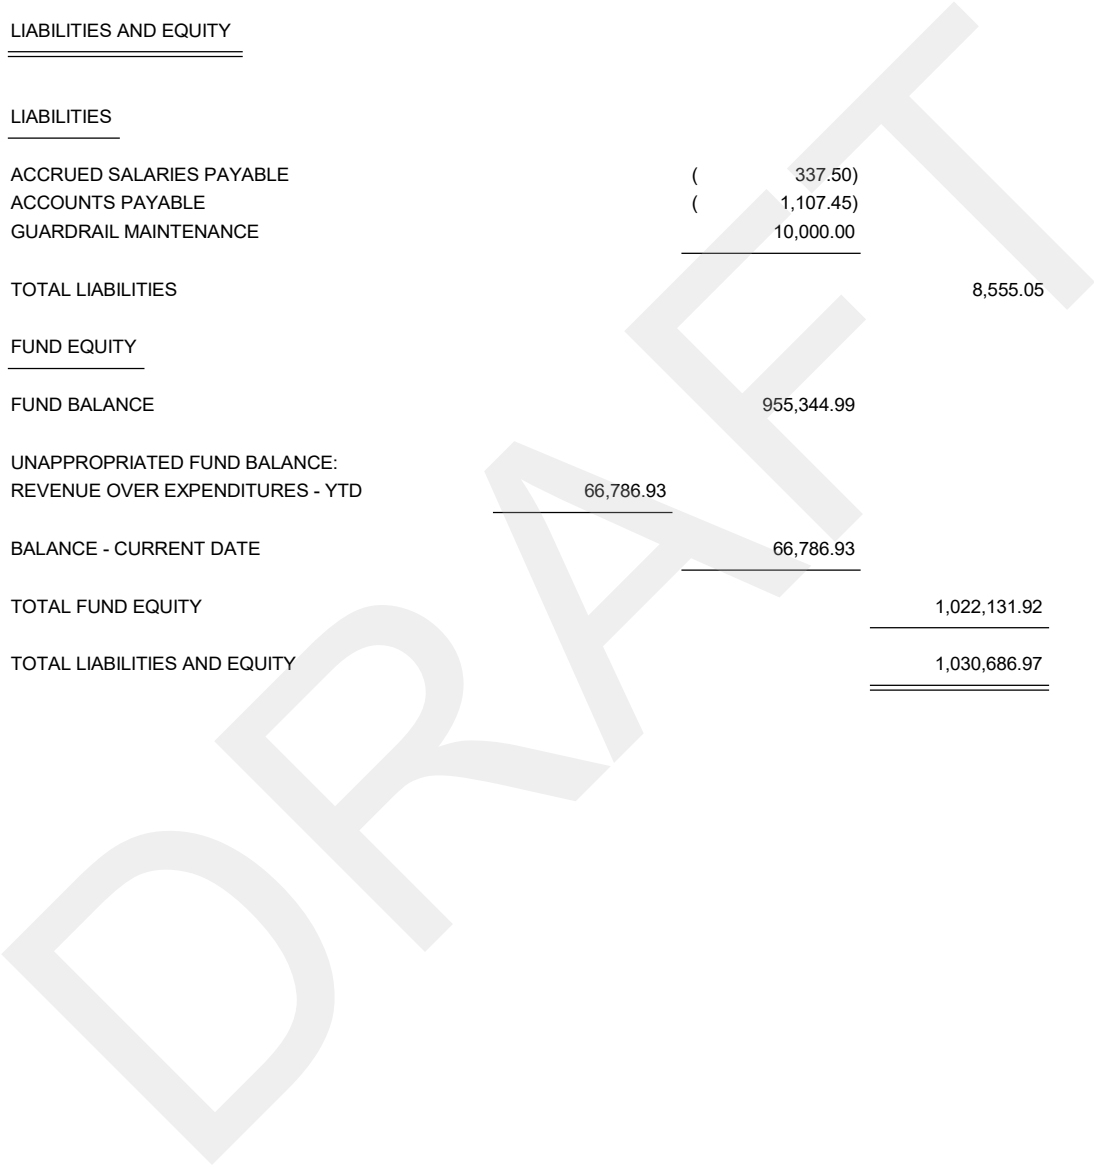 LIABILITIES AND EQUITY
LIABILITIES
ACCRUED SALARIES PAYABLE ( 337.50)
ACCOUNTS PAYABLE ( 1,107.45)
GUARDRAIL MAINTENANCE 10,000.00
TOTAL LIABILITIES 8,555.05
FUND EQUITY
FUND BALANCE 955,344.99
UNAPPROPRIATED FUND BALANCE:
REVENUE OVER EXPENDITURES - YTD 66,786.93
BALANCE - CURRENT DATE 66,786.93
TOTAL FUND EQUITY 1,022,131.92
TOTAL LIABILITIES AND EQUITY 1,030,686.97
DRAFT